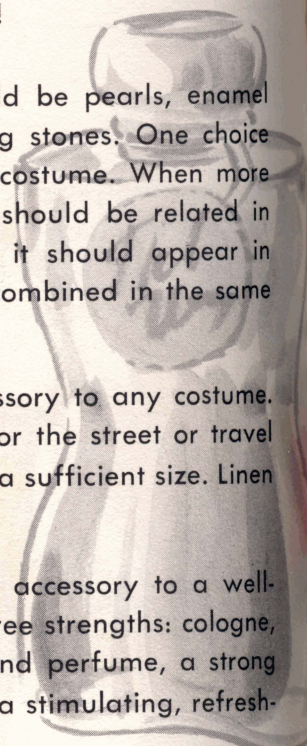 !
d be pearls, enamel
g stones. One choice
costume. When more
should be related in
it should appear in
ombined in the same
ssory to any costume.
or the street or travel
a sufficient size. Linen
accessory to a well-
ree strengths: cologne,
nd perfume, a strong
a stimulating, refresh-